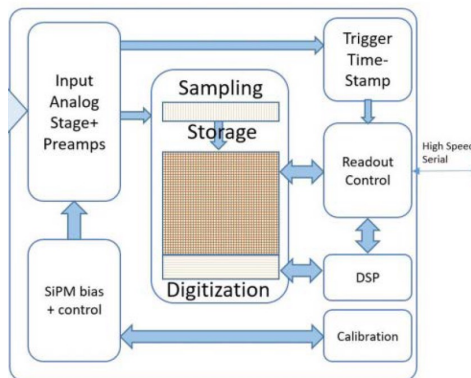 Input
Analog
Stage+
Preamps
Sampling
Storage
Digitization
Trigger
Time-
Stamp
Readout
Control
High Speed
Serial
DSP
SiPM bias
+ control
Calibration